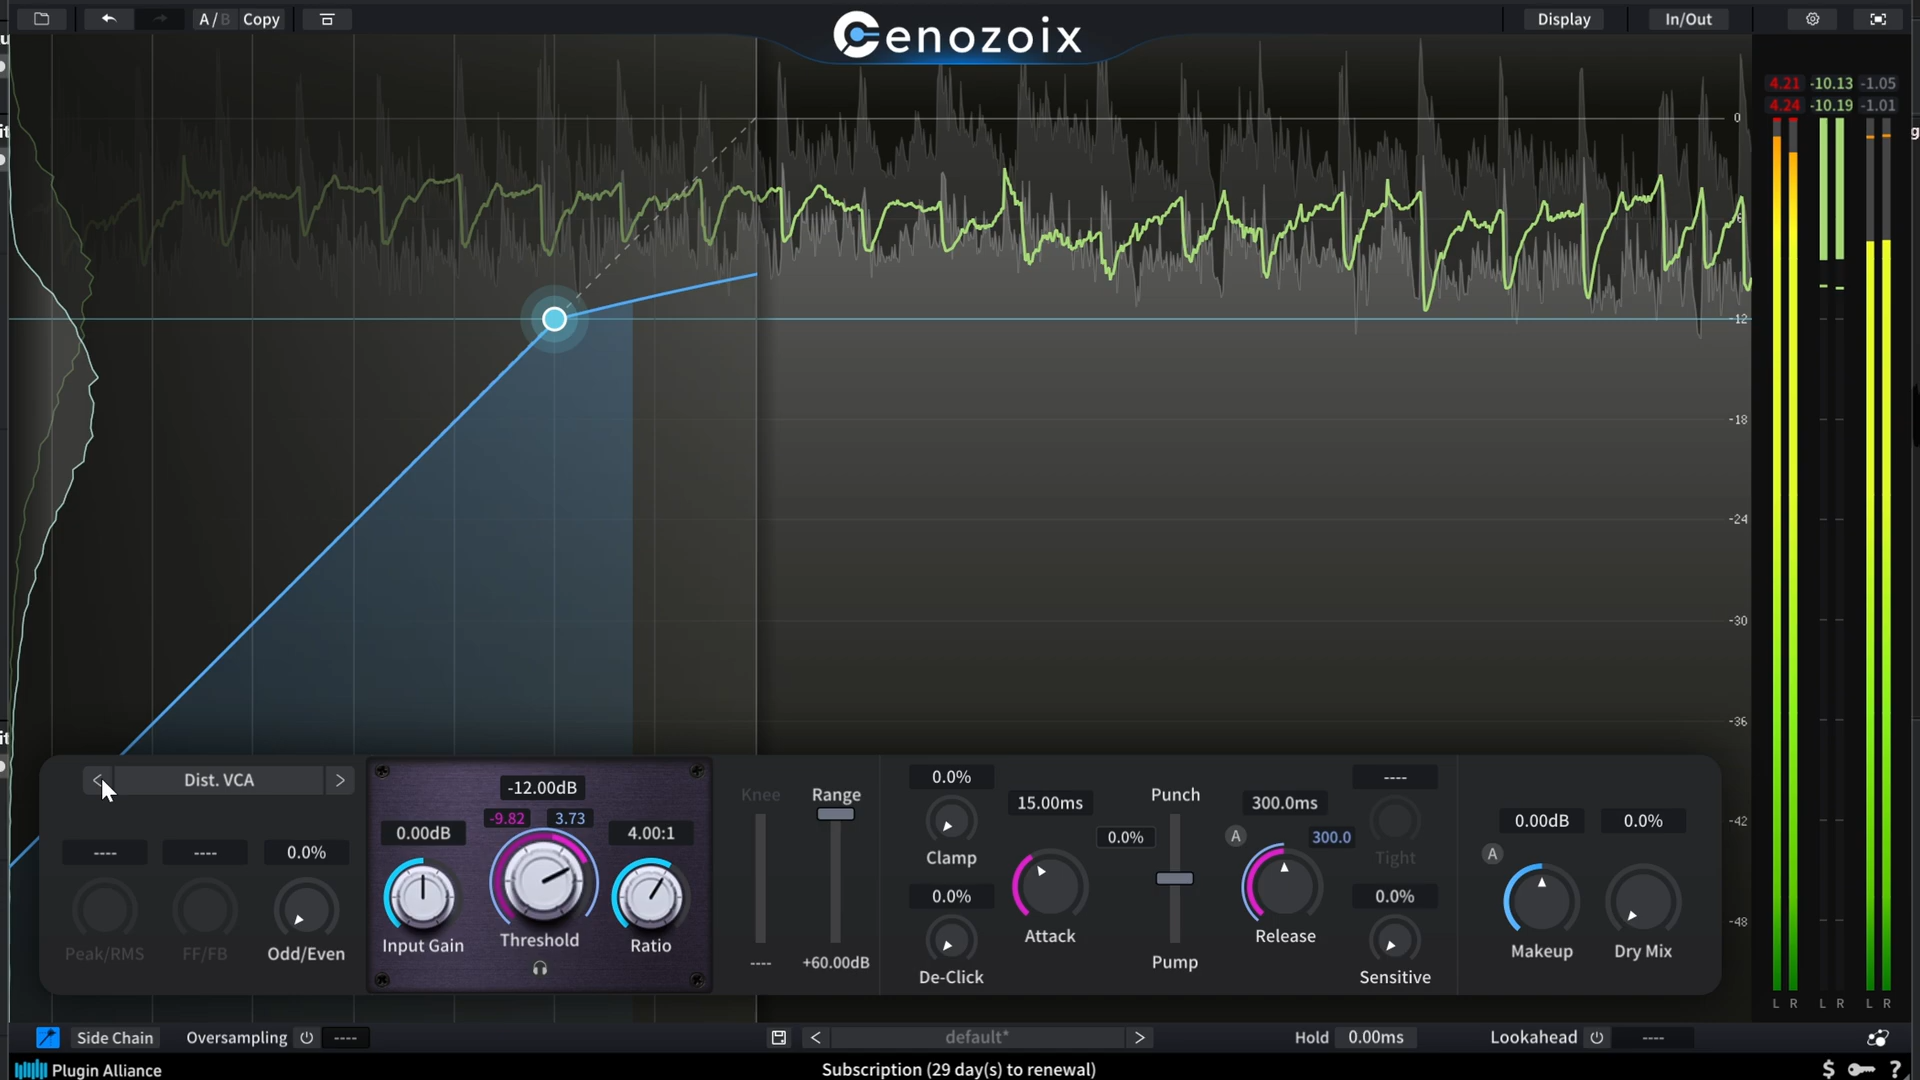 A/B Copy
Cenozoix
Display
In/Out
4.21 -10.13 -1.05
4.24 -10.19 -1.01
0
-12
-18
-24
-30
-36
-42
-48
L R L R L R
< Dist. VCA >
----
----
0.0%
Peak/RMS
FF/FB
Odd/Even
-12.00dB
-9.82 3.73
0.00dB
4.00:1
Input Gain
Threshold
Ratio
Knee
Range
----
+60.00dB
0.0%
Clamp
0.0%
De-Click
15.00ms
Attack
Punch
0.0%
Pump
300.0ms
A 300.0
Release
----
Tight
0.0%
Sensitive
0.00dB
0.0%
A
Makeup
Dry Mix
Side Chain
Oversampling ----
< default* >
Hold 0.00ms
Lookahead ----
Plugin Alliance
Subscription (29 day(s) to renewal)
$ ?